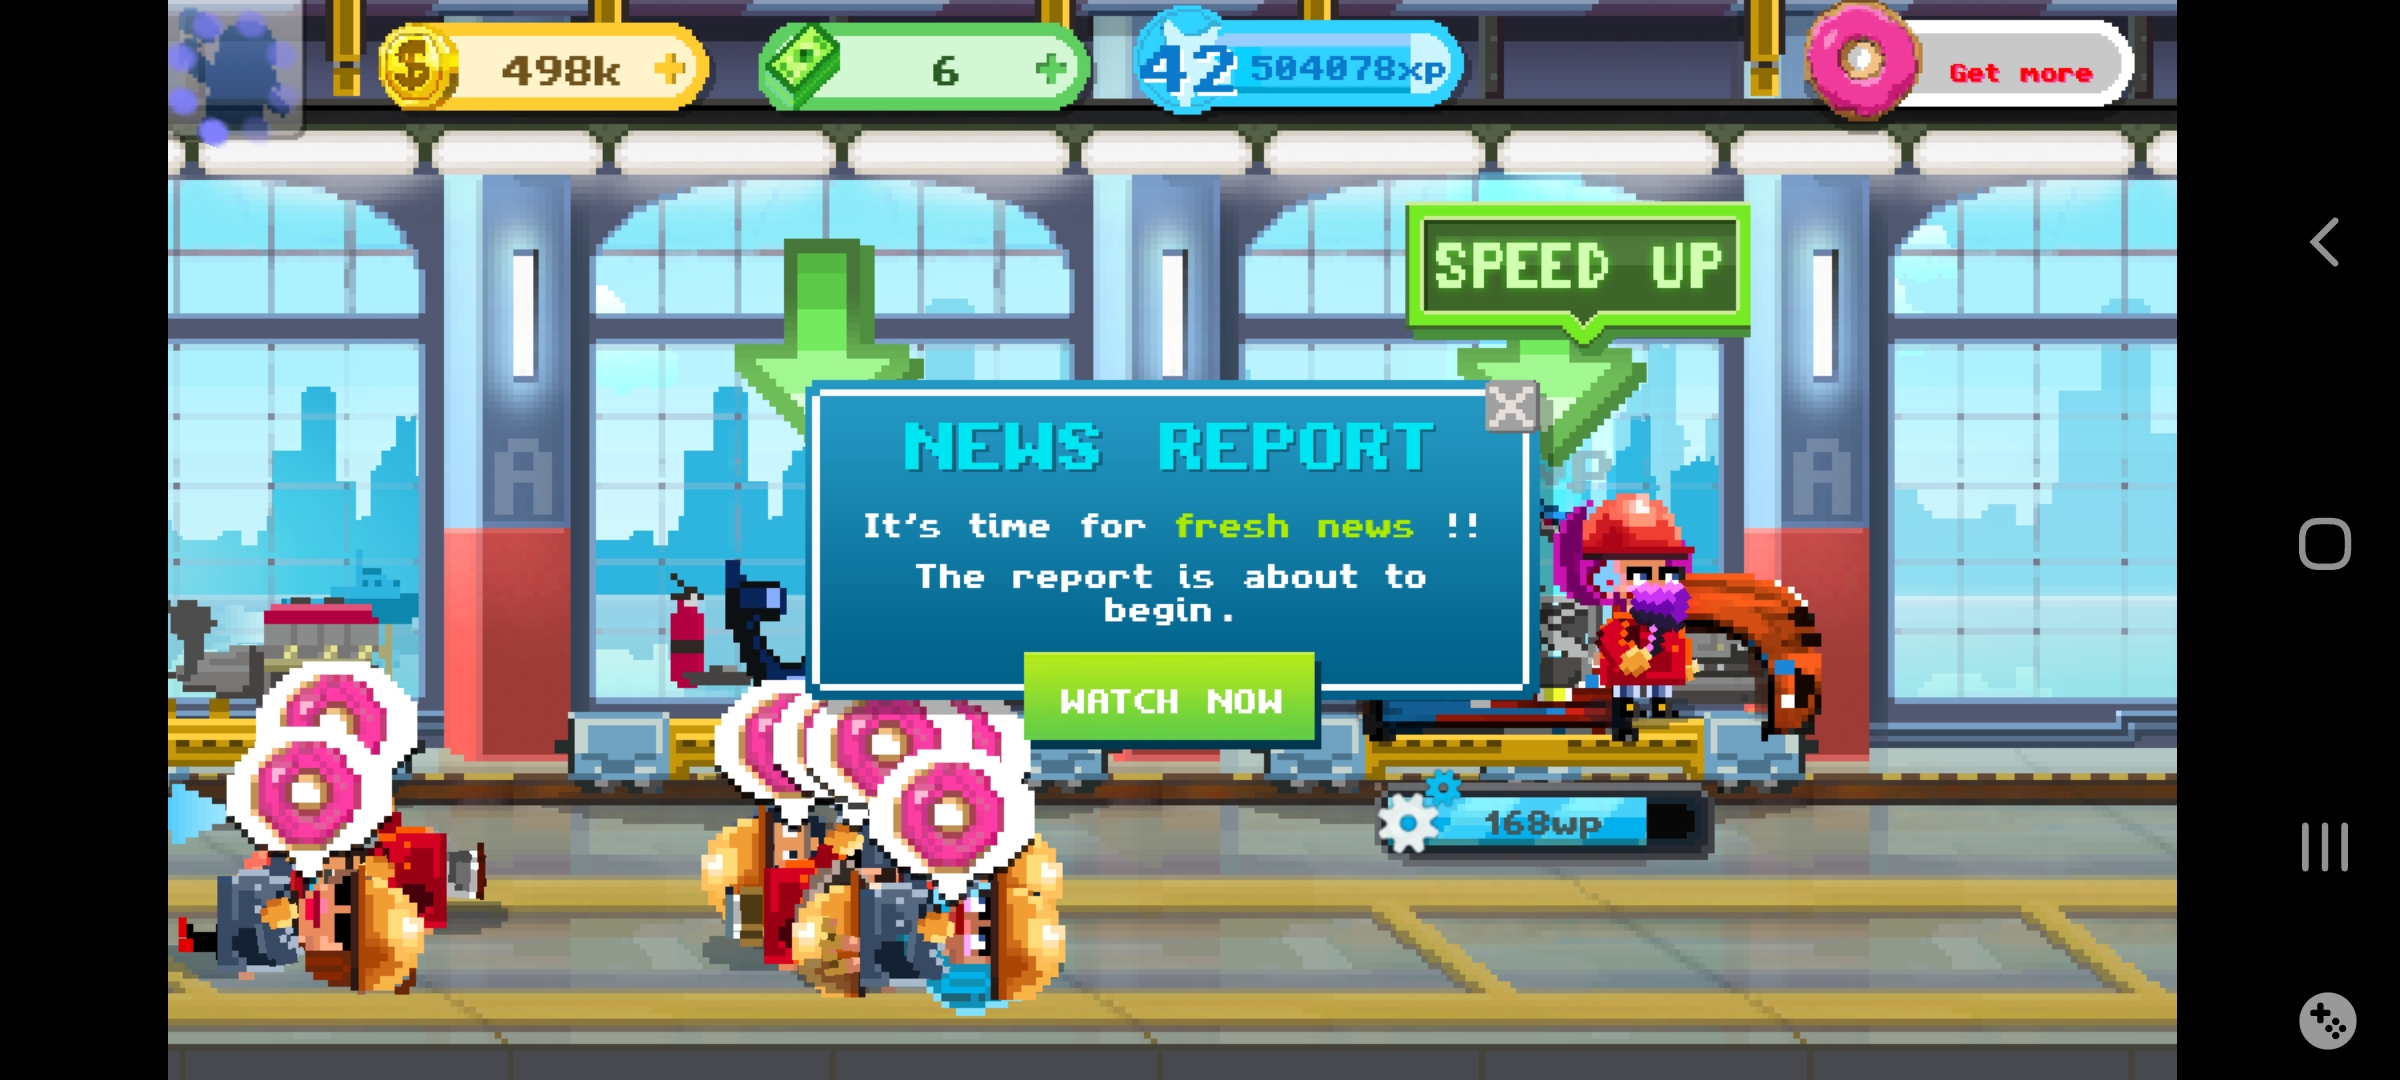 498k
6
42 504078xp
Get more
SPEED UP
A
A
NEWS REPORT
It's time for fresh news !!
The report is about to
begin.
WATCH NOW
168wp